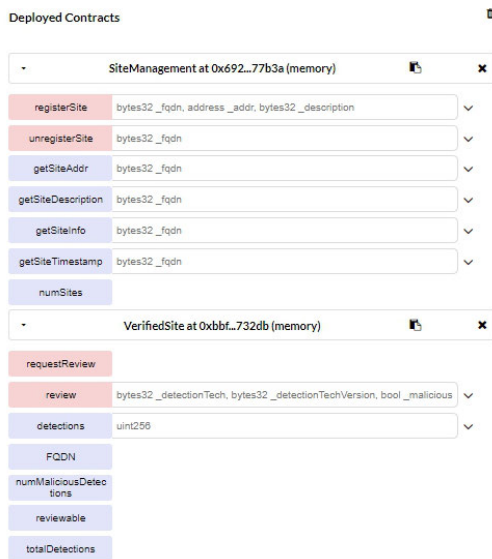 Deployed Contracts
SiteManagement at 0x692...77b3a (memory)
registerSite bytes32 _fqdn, address _addr, bytes32 _description
unregisterSite bytes32 _fqdn
getSiteAddr bytes32 _fqdn
getSiteDescription bytes32 _fqdn
getSiteInfo bytes32 _fqdn
getSiteTimestamp bytes32 _fqdn
numSites
VerifiedSite at 0xbbf...732db (memory)
requestReview
review bytes32 _detectionTech, bytes32 _detectionTechVersion, bool _malicious
detections uint256
FQDN
numMaliciousDetec
tions
reviewable
totalDetections